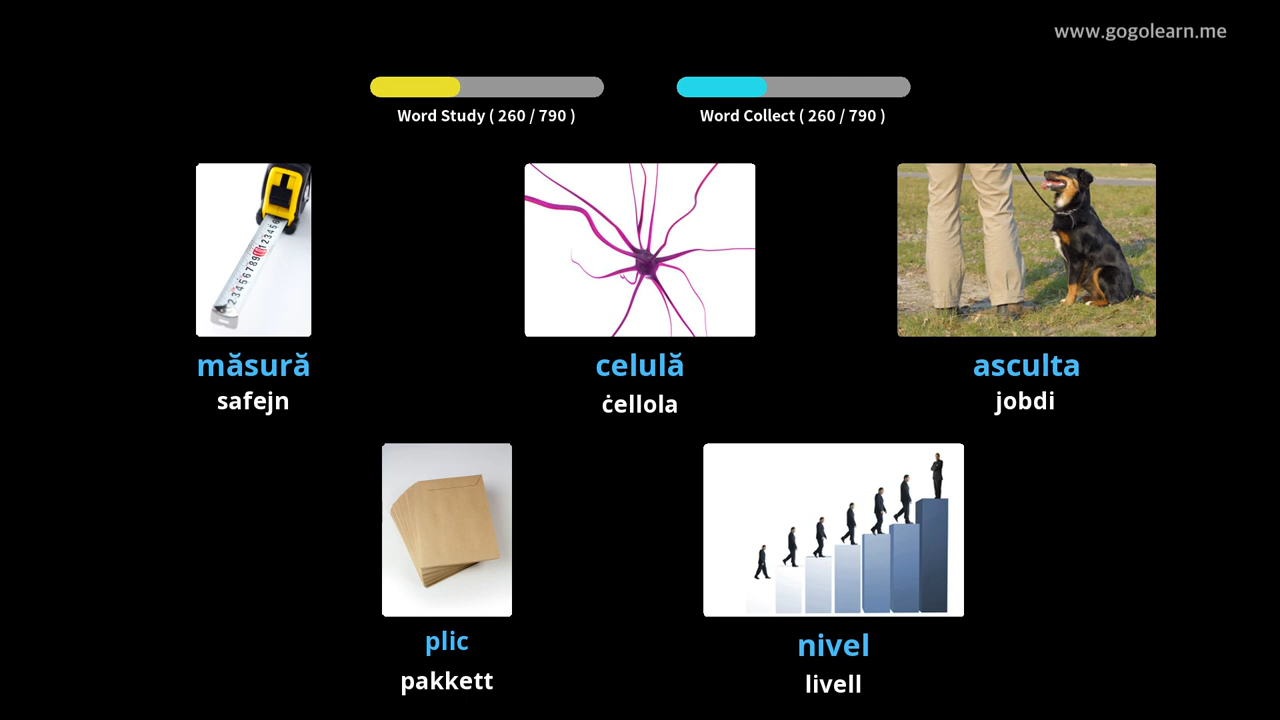 www.gogolearn.me
Word Study ( 260 / 790 )
Word Collect ( 260 / 790 )
măsură
safejn
celulă
ċellola
asculta
jobdi
plic
pakkett
nivel
livell